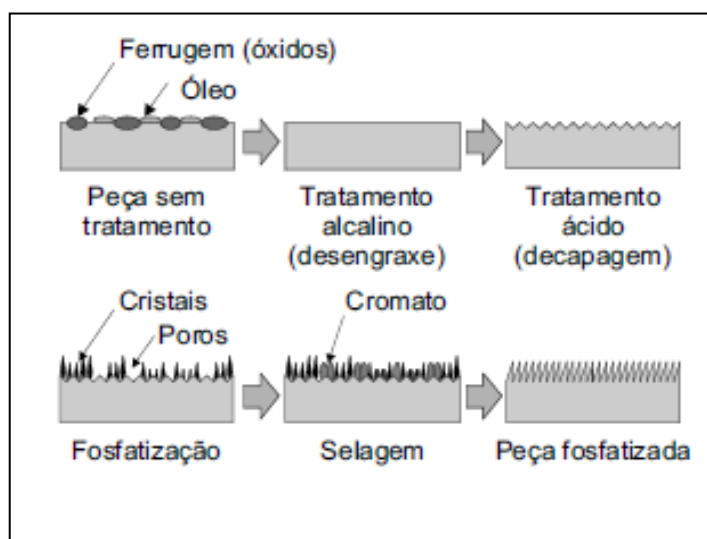 Ferrugem (óxidos)
Óleo
Peça sem
tratamento
Tratamento
alcalino
(desengraxe)
Tratamento
ácido
(decapagem)
Cristais
Poros
Cromato
Fosfatização
Selagem
Peça fosfatizada